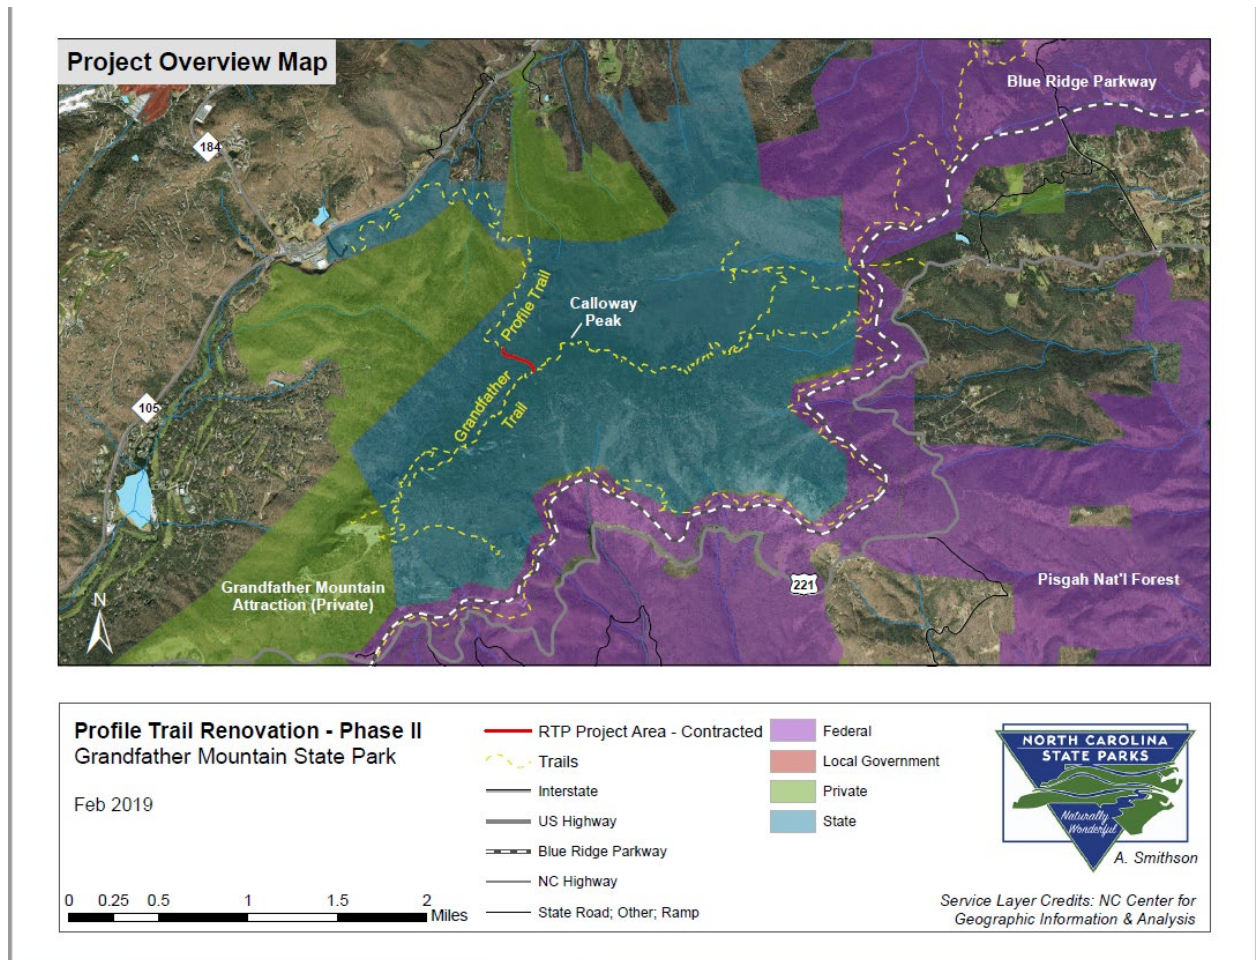 Project Overview Map
Blue Ridge Parkway
184
Profile Trail
Calloway
Peak
Grandfather
Trail
105
Grandfather Mountain
Attraction (Private)
221
Pisgah Nat'l Forest
N
Profile Trail Renovation - Phase II
Grandfather Mountain State Park
Feb 2019
0 0.25 0.5 1 1.5 2
Miles
RTP Project Area - Contracted
Trails
Interstate
US Highway
Blue Ridge Parkway
NC Highway
State Road; Other; Ramp
Federal
Local Government
Private
State
NORTH CAROLINA
STATE PARKS
Naturally
Wonderful
A. Smithson
Service Layer Credits: NC Center for
Geographic Information & Analysis